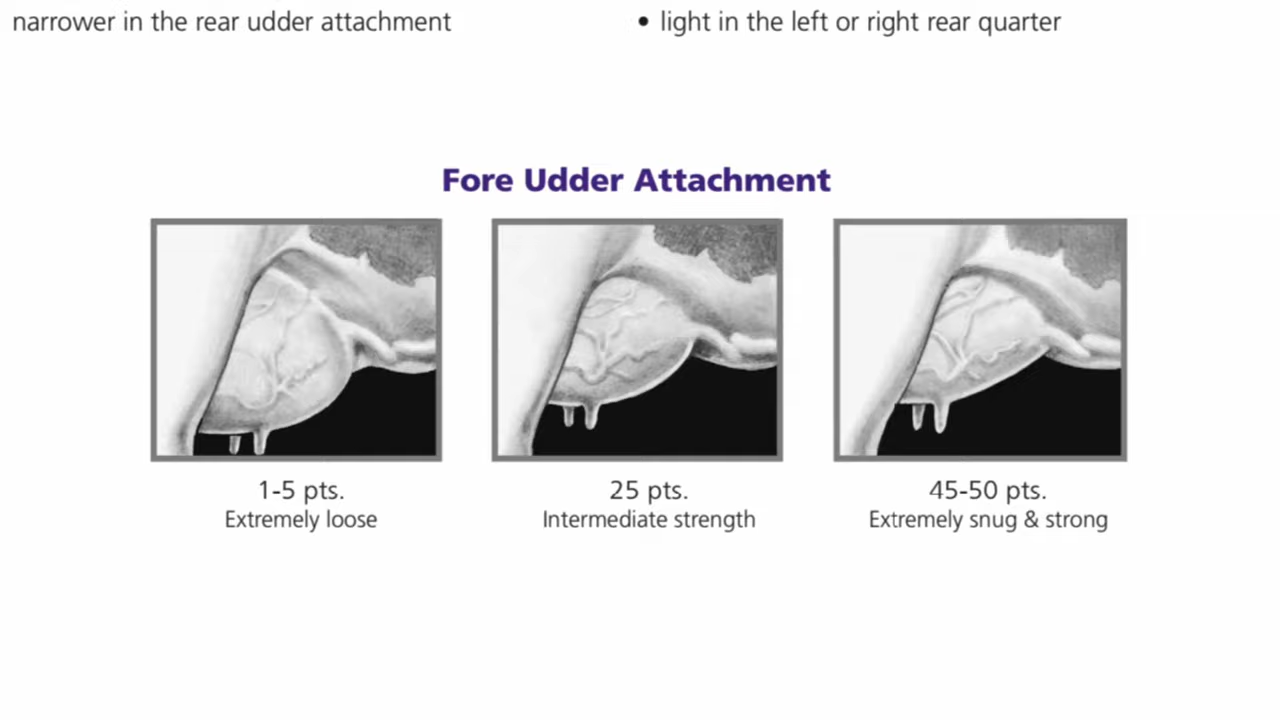 narrower in the rear udder attachment
• light in the left or right rear quarter
Fore Udder Attachment
1-5 pts.
Extremely loose
25 pts.
Intermediate strength
45-50 pts.
Extremely snug & strong